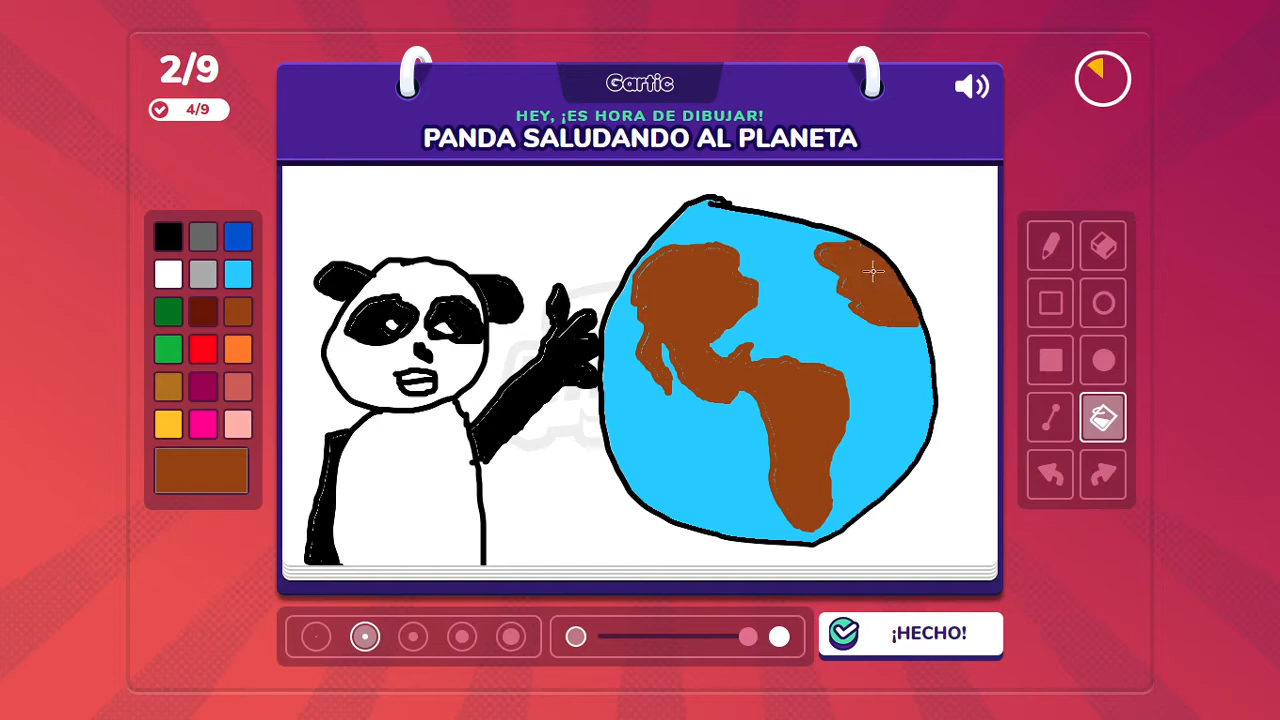 2/9
4/9
Gartic
HEY, ¡ES HORA DE DIBUJAR!
PANDA SALUDANDO AL PLANETA
¡HECHO!